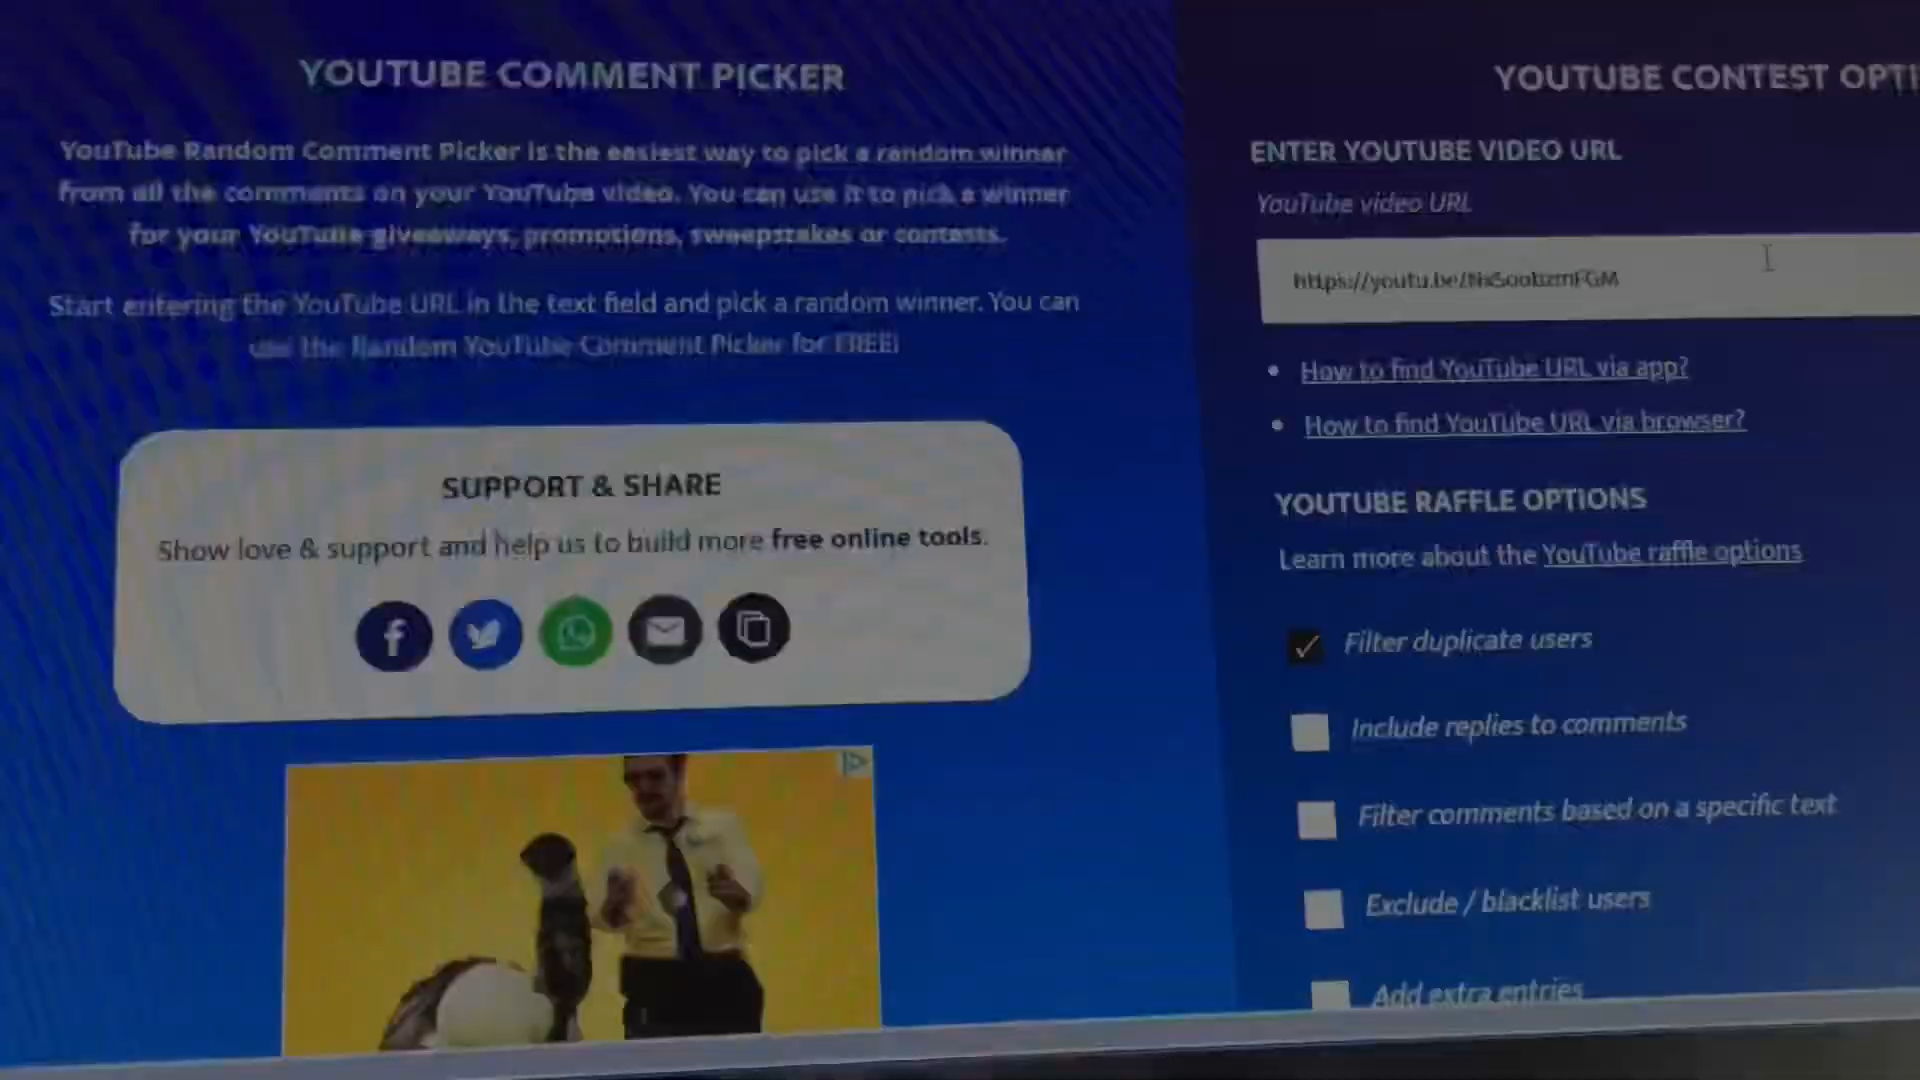 YOUTUBE COMMENT PICKER
YouTube Random Comment Picker is the easiest way to pick a random winner
from all the comments on your YouTube video. You can use it to pick a winner
for your YouTube giveaways, promotions, sweepstakes or contests.
Start entering the YouTube URL in the text field and pick a random winner. You can
use the Random YouTube Comment Picker for FREE!
SUPPORT & SHARE
Show love & support and help us to build more free online tools.
YOUTUBE CONTEST OPTI
ENTER YOUTUBE VIDEO URL
YouTube video URL
https://youtu.be/
How to find YouTube URL via app?
How to find YouTube URL via browser?
YOUTUBE RAFFLE OPTIONS
Learn more about the YouTube raffle options
Filter duplicate users
Include replies to comments
Filter comments based on a specific text
Exclude / blacklist users
Add extra entries